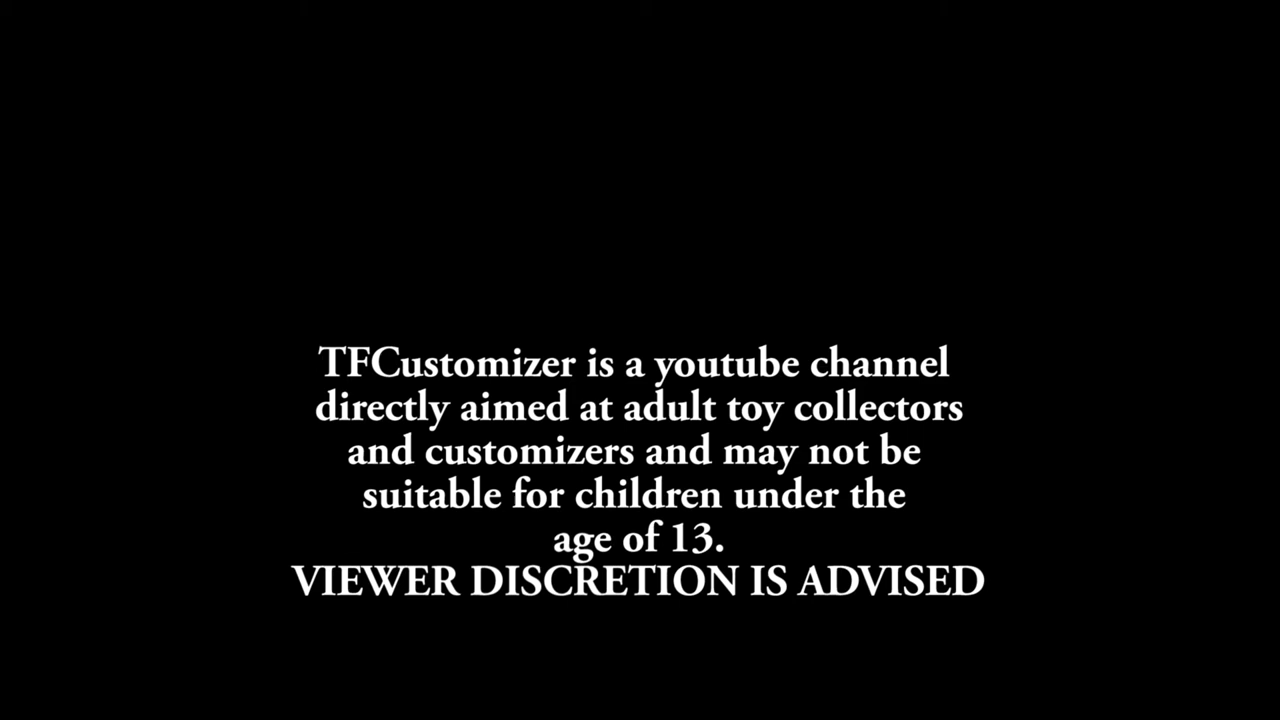 TFCustomizer is a youtube channel
directly aimed at adult toy collectors
and customizers and may not be
suitable for children under the
age of 13.
VIEWER DISCRETION IS ADVISED